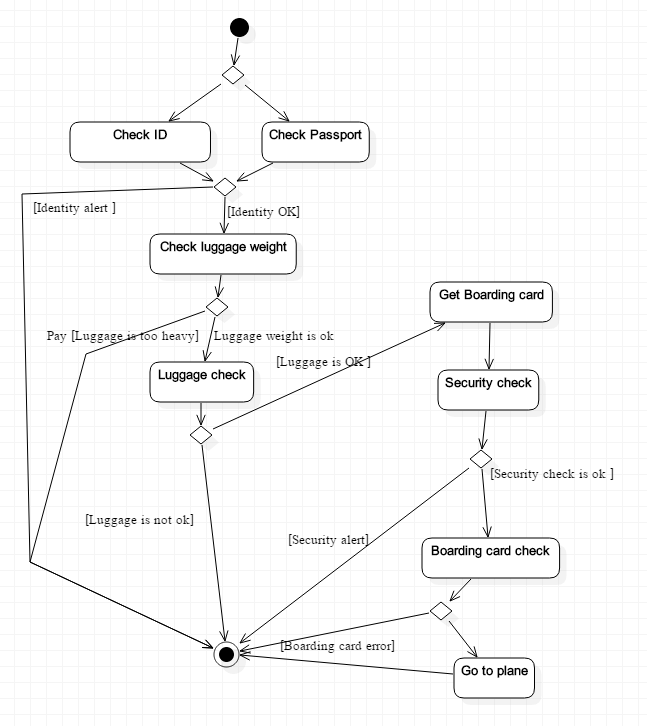 Check ID
Check Passport
[Identity alert ]
[Identity OK]
Check luggage weight
Get Boarding card
Pay [Luggage is too heavy]
Luggage weight is ok
[Luggage is OK ]
Luggage check
Security check
[Security check is ok ]
[Luggage is not ok]
[Security alert]
Boarding card check
[Boarding card error]
Go to plane